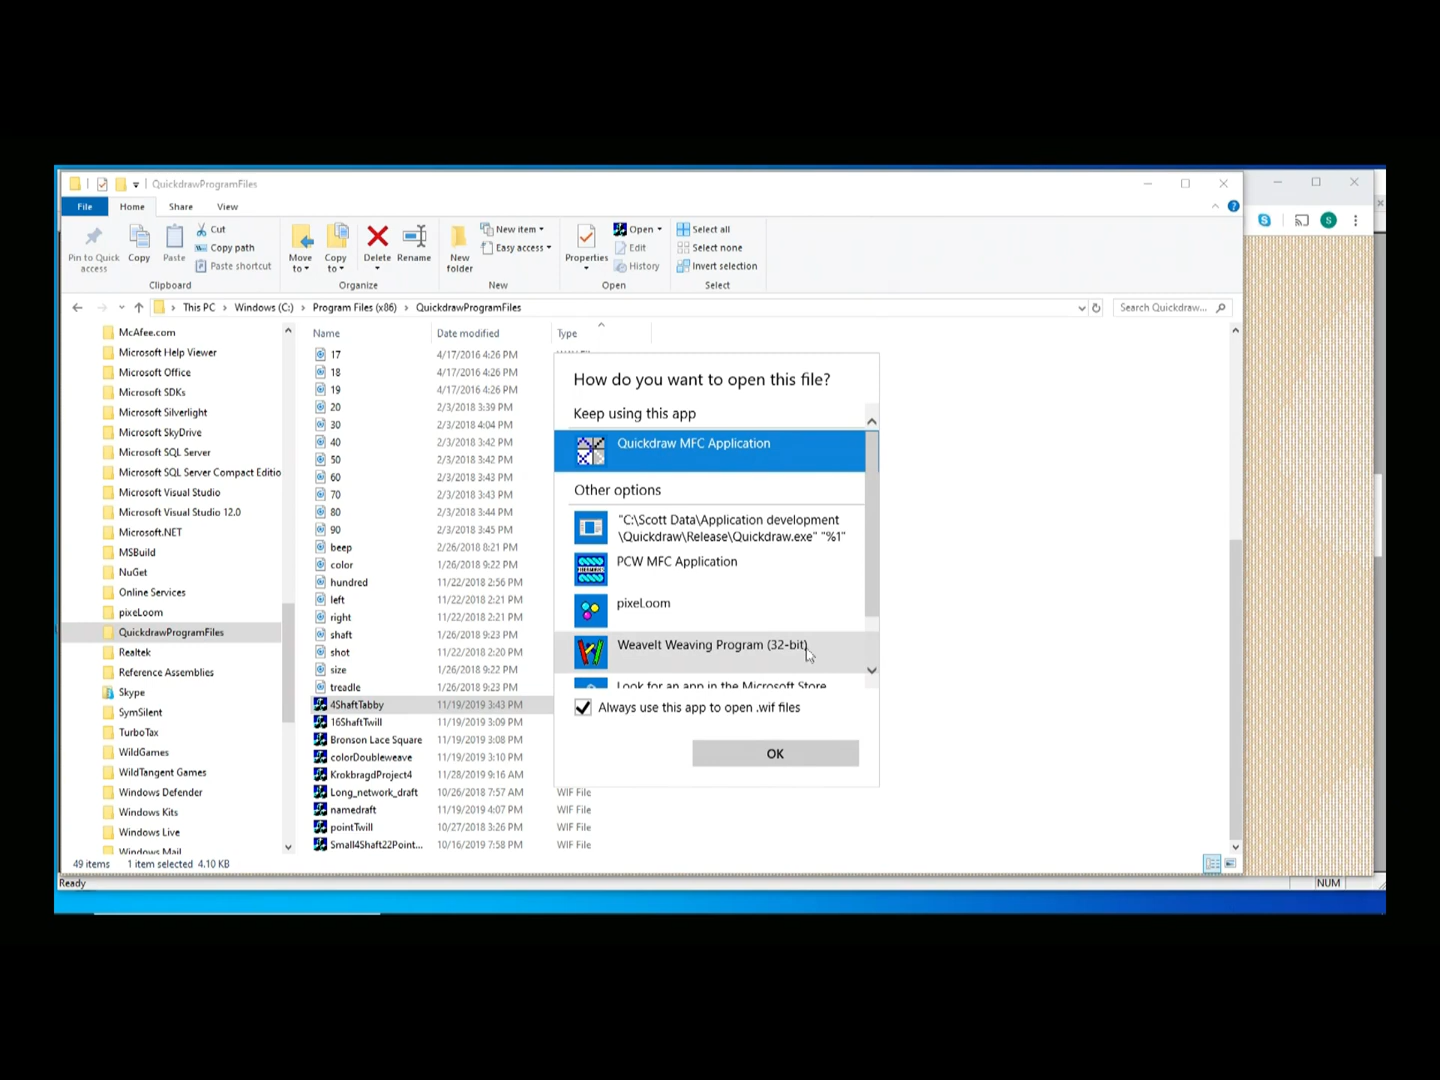 QuickdrawProgramFiles
File Home Share View
Pin to Quick access
Copy
Paste
Cut
Copy path
Paste shortcut
Clipboard
Move to
Copy to
Delete
Rename
Organize
New folder
New item
Easy access
New
Properties
Open
Edit
History
Open
Select all
Select none
Invert selection
Select
S
This PC > Windows (C:) > Program Files (x86) > QuickdrawProgramFiles
Search Quickdraw...
McAfee.com
Microsoft Help Viewer
Microsoft Office
Microsoft SDKs
Microsoft Silverlight
Microsoft SkyDrive
Microsoft SQL Server
Microsoft SQL Server Compact Editio
Microsoft Visual Studio
Microsoft Visual Studio 12.0
Microsoft.NET
MSBuild
NuGet
Online Services
pixeLoom
QuickdrawProgramFiles
Realtek
Reference Assemblies
Skype
SymSilent
TurboTax
WildGames
WildTangent Games
Windows Defender
Windows Kits
Windows Live
Windows Mail
Name Date modified Type
17 4/17/2016 4:26 PM
18 4/17/2016 4:26 PM
19 4/17/2016 4:26 PM
20 2/3/2018 3:39 PM
30 2/3/2018 4:04 PM
40 2/3/2018 3:42 PM
50 2/3/2018 3:42 PM
60 2/3/2018 3:43 PM
70 2/3/2018 3:43 PM
80 2/3/2018 3:44 PM
90 2/3/2018 3:45 PM
beep 2/26/2018 8:21 PM
color 1/26/2018 9:22 PM
hundred 11/22/2018 2:56 PM
left 11/22/2018 2:21 PM
right 11/22/2018 2:21 PM
shaft 1/26/2018 9:23 PM
shot 11/22/2018 2:20 PM
size 1/26/2018 9:22 PM
treadle 1/26/2018 9:23 PM
4ShaftTabby 11/19/2019 3:43 PM
16ShaftTwill 11/19/2019 3:09 PM
Bronson Lace Square 11/19/2019 3:08 PM
colorDoubleweave 11/19/2019 3:10 PM
KrokbragdProject4 11/28/2019 9:16 AM
Long_network_draft 10/26/2018 7:57 AM WIF File
namedraft 11/19/2019 4:07 PM WIF File
pointTwill 10/27/2018 3:26 PM WIF File
Small4Shaft22Point... 10/16/2019 7:58 PM WIF File
How do you want to open this file?
Keep using this app
Quickdraw MFC Application
Other options
"C:\Scott Data\Application development
\Quickdraw\Release\Quickdraw.exe" "%1"
PCW MFC Application
pixeLoom
WeaveIt Weaving Program (32-bit)
Look for an app in the Microsoft Store
Always use this app to open .wif files
OK
49 items 1 item selected 4.10 KB
Ready
NUM